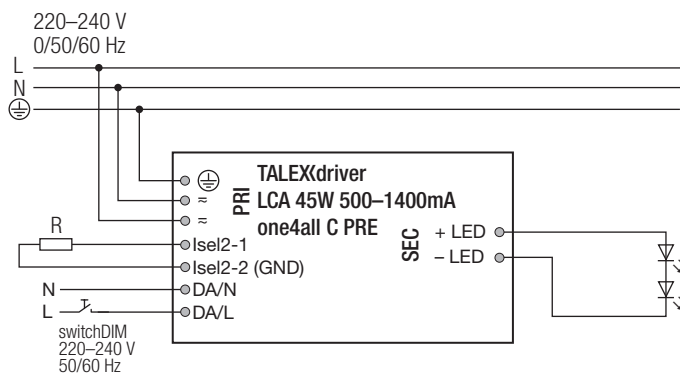 220–240 V
0/50/60 Hz
L
N
TALEXXdriver
LCA 45W 500–1400mA
one4all C PRE
PRI
≂
≂
SEC
+ LED
– LED
R
Isel2-1
Isel2-2 (GND)
N
DA/N
L
DA/L
switchDIM
220–240 V
50/60 Hz